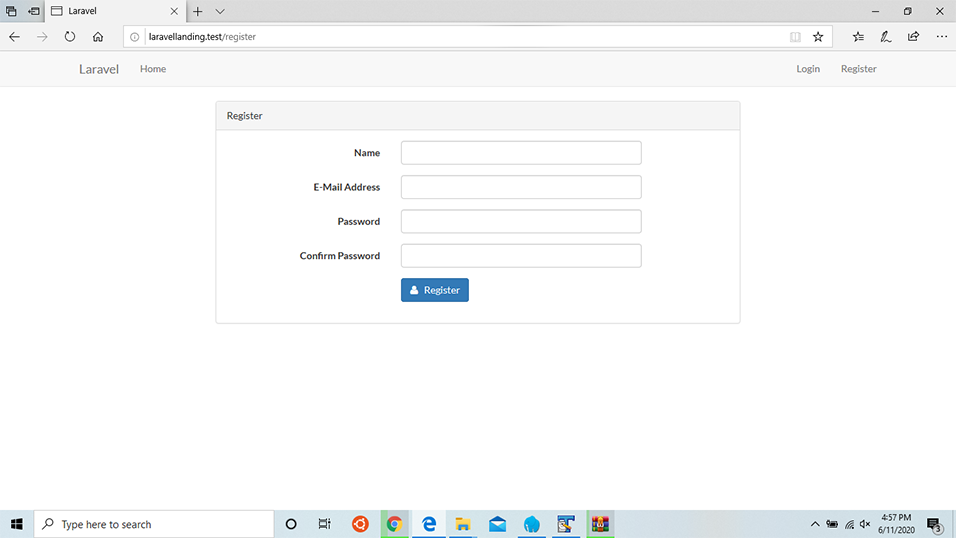 Laravel
laravellanding.test/register
Laravel Home Login Register
Register
Name
E-Mail Address
Password
Confirm Password
Register
Type here to search
4:57 PM
6/11/2020
3